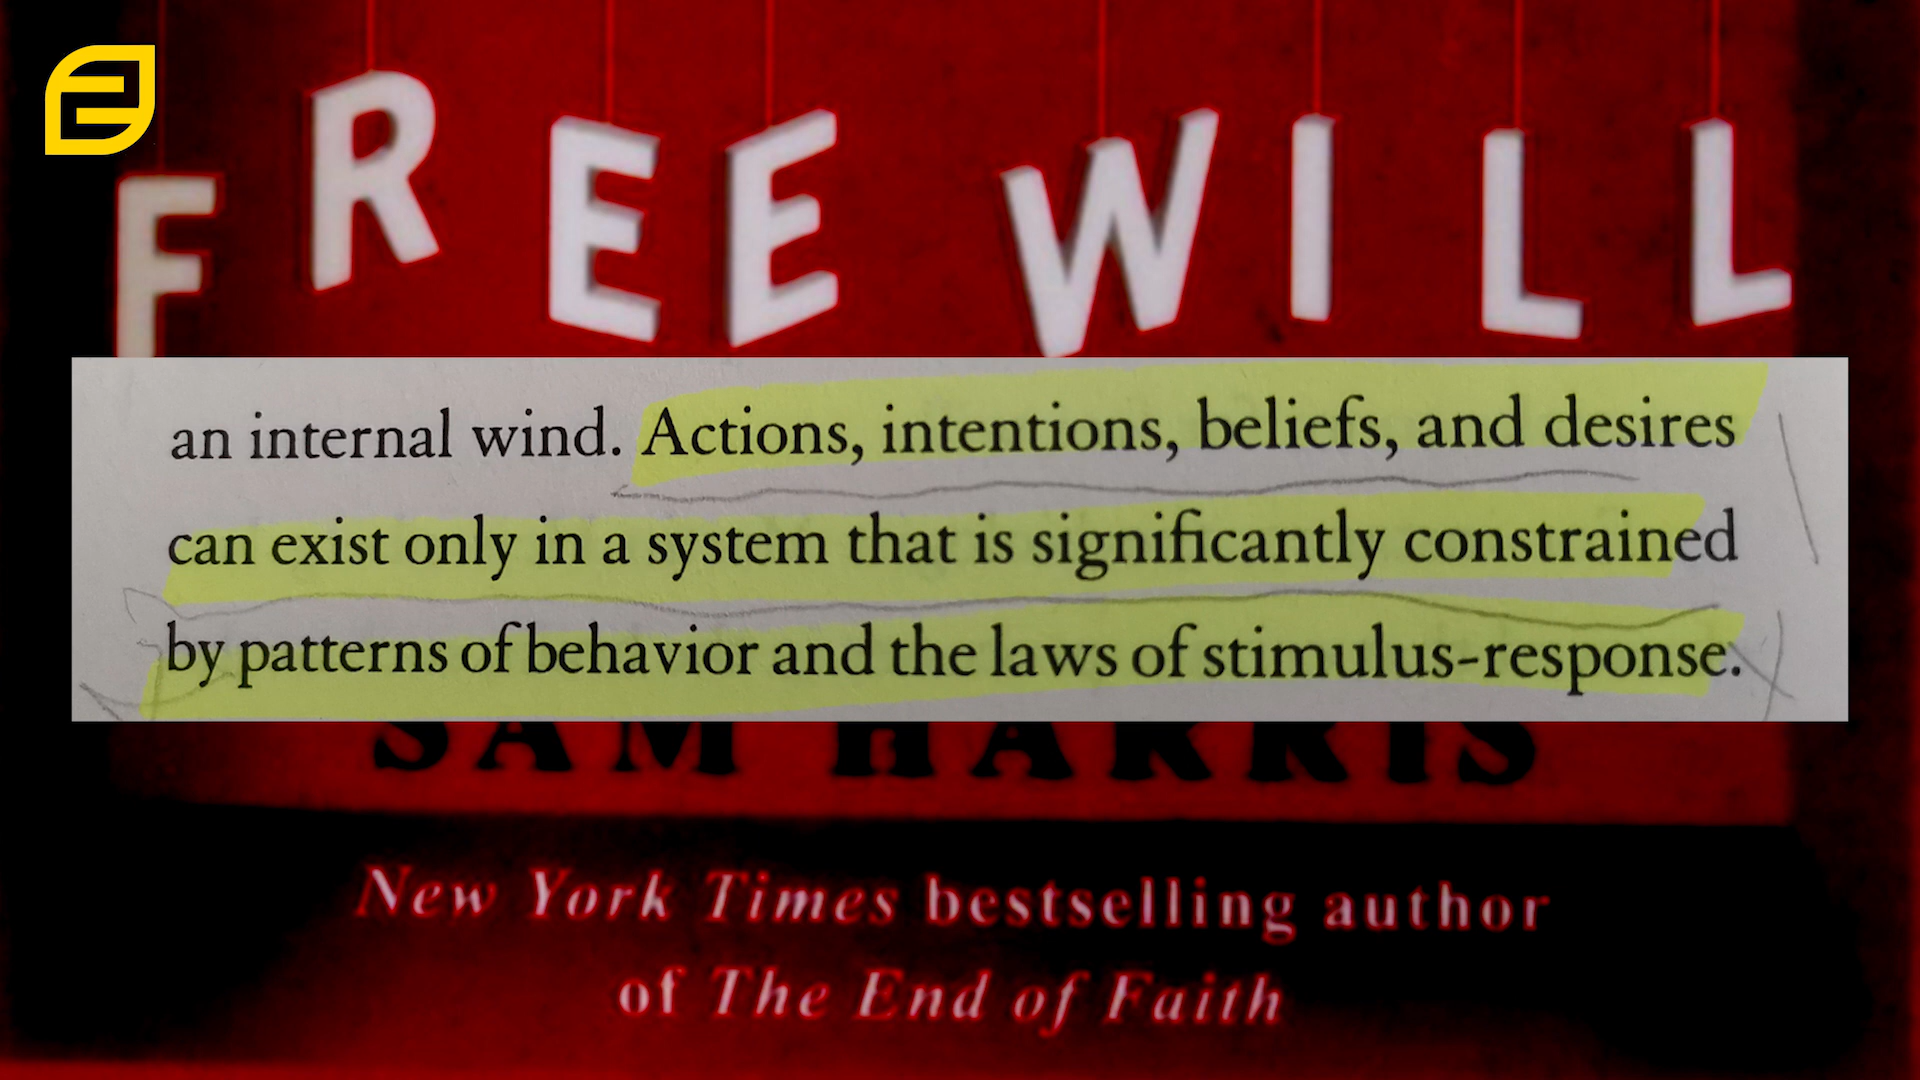 FREE WILL
an internal wind. Actions, intentions, beliefs, and desires
can exist only in a system that is significantly constrained
by patterns of behavior and the laws of stimulus-response.
SAM HARRIS
New York Times bestselling author
of The End of Faith